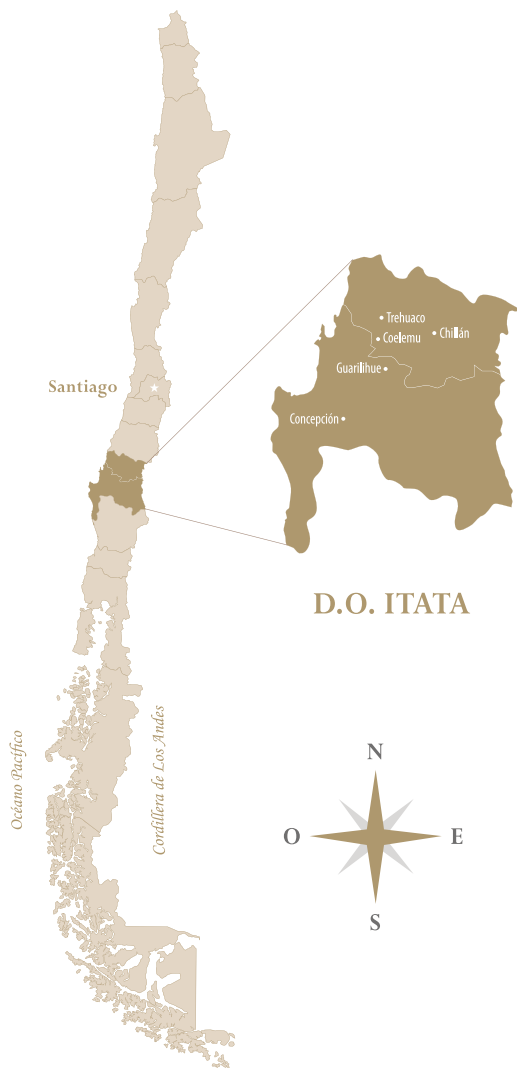 Santiago
Trehuaco
Coelemu
Chillán
Guarilihue
Concepción
D.O. ITATA
Océano Pacífico
Cordillera de Los Andes
N
O
E
S